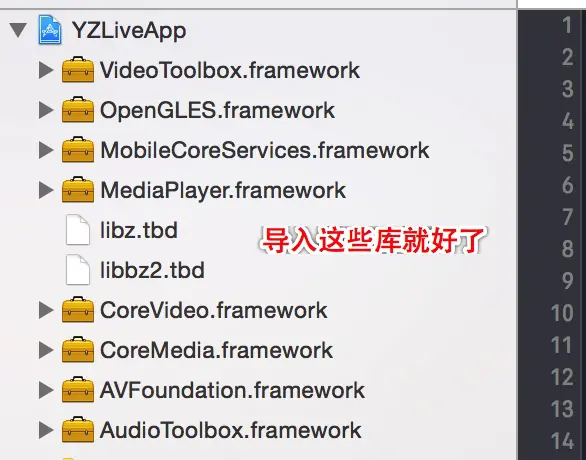 YZLiveApp
VideoToolbox.framework
OpenGLES.framework
MobileCoreServices.framework
MediaPlayer.framework
libz.tbd
导入这些库就好了
libbz2.tbd
CoreVideo.framework
CoreMedia.framework
AVFoundation.framework
AudioToolbox.framework
1
2
3
4
5
6
7
8
9
10
11
12
13
14